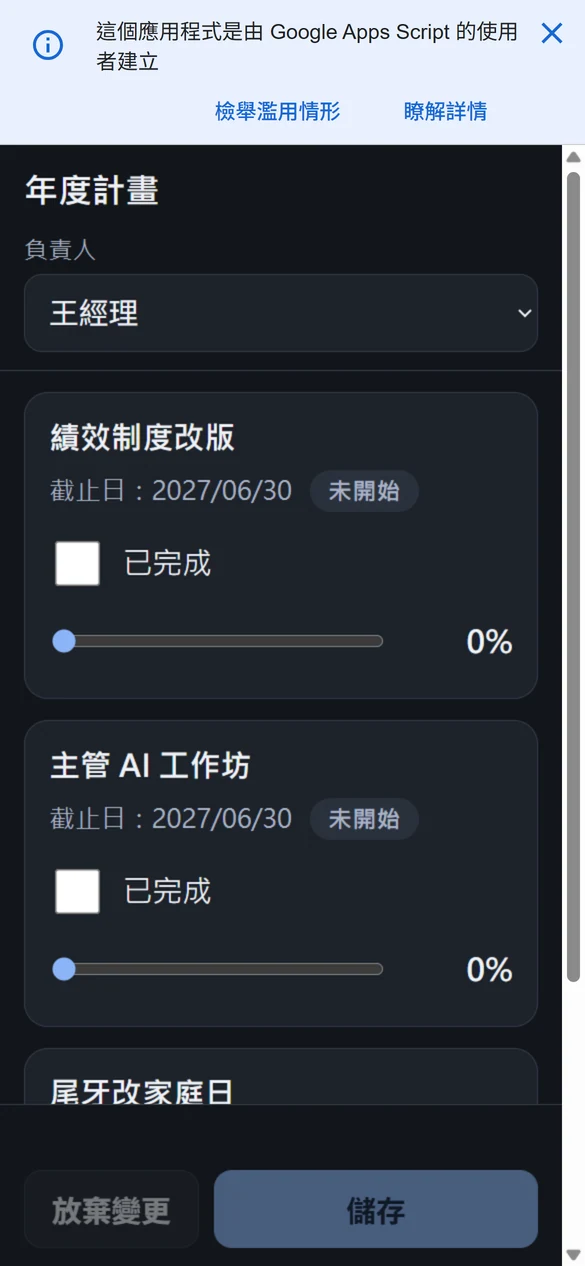 這個應用程式是由 Google Apps Script 的使用
者建立
檢舉濫用情形 瞭解詳情
年度計畫
負責人
王經理
績效制度改版
截止日：2027/06/30 未開始
已完成
0%
主管 AI 工作坊
截止日：2027/06/30 未開始
已完成
0%
尾牙改家庭日
放棄變更 儲存